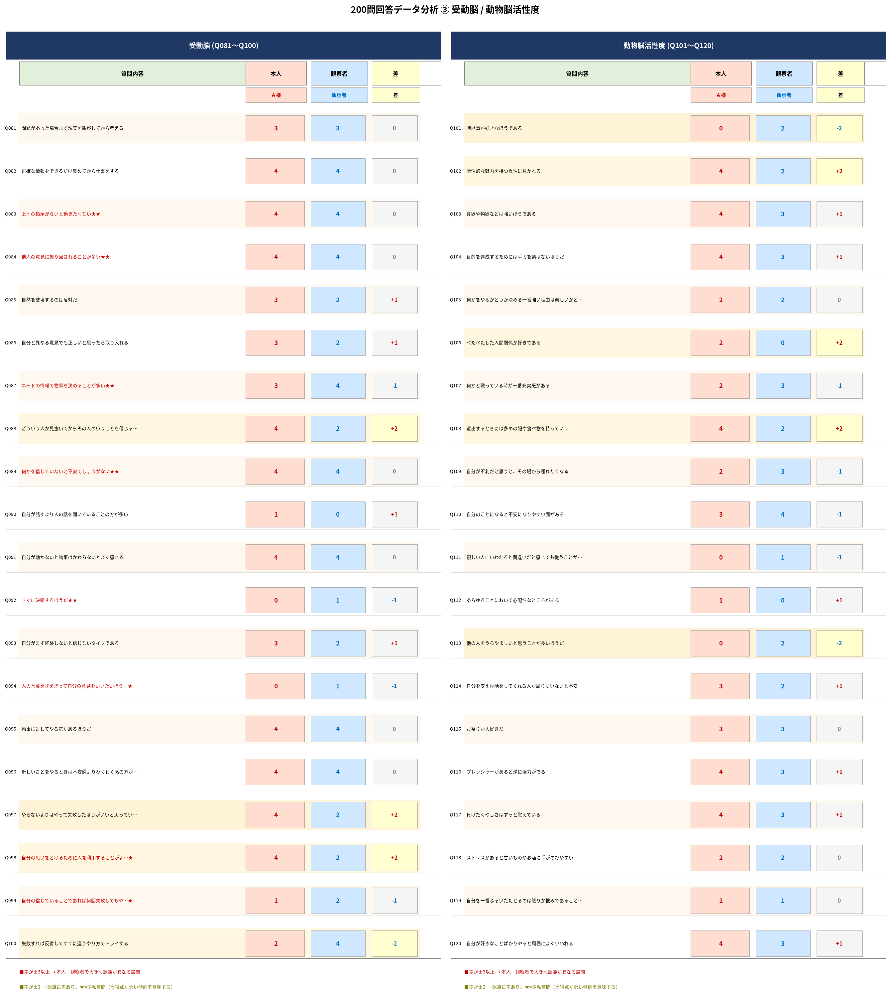 200問回答データ分析 ③ 受動脳 / 動物脳活性度
受動脳 (Q081～Q100)
質問内容 本人 観察者 差
A様 観察者 差
Q081 問題があった場合まず現実を観察してから考える 3 3 0
Q082 正確な情報をできるだけ集めてから仕事をする 4 4 0
Q083 上司の指示がないと動きたくない★★ 4 4 0
Q084 他人の意見に振り回されることが多い★★ 4 4 0
Q085 自然を破壊するのは反対だ 3 2 +1
Q086 自分と異なる意見でも正しいと思ったら取り入れる 3 2 +1
Q087 ネットの情報で物事を決めることが多い★★ 3 4 -1
Q088 どういう人か見抜いてからその人のいうことを信じる… 4 2 +2
Q089 何かを信じていないと不安でしょうがない★★ 4 4 0
Q090 自分が話すより人の話を聞いていることの方が多い 1 0 +1
Q091 自分が動かないと物事はかわらないとよく感じる 4 4 0
Q092 すぐに決断するほうだ★★ 0 1 -1
Q093 自分がまず経験しないと信じないタイプである 3 2 +1
Q094 人の言葉をさえぎって自分の意見をいいたいほう…★ 0 1 -1
Q095 物事に対してやる気があるほうだ 4 4 0
Q096 新しいことをやるときは不安感よりわくわく感の方が… 4 4 0
Q097 やらないよりはやって失敗したほうがいいと思ってい… 4 2 +2
Q098 自分の思いをとげるために人を利用することがよ…★ 4 2 +2
Q099 自分の信じていることであれば何回失敗してもや…★ 1 2 -1
Q100 失敗すれば反省してすぐに違うやり方でトライする 2 4 -2
■差が±3以上 → 本人・観察者で大きく認識が異なる設問
■差が±2 → 認識に差あり。★=逆転質問（高得点が低い傾向を意味する）
動物脳活性度 (Q101～Q120)
質問内容 本人 観察者 差
A様 観察者 差
Q101 賭け事が好きなほうである 0 2 -2
Q102 魔性的な魅力を持つ異性に惹かれる 4 2 +2
Q103 食欲や物欲などは強いほうである 4 3 +1
Q104 目的を達成するためには手段を選ばないほうだ 4 3 +1
Q105 何かをやるかどうか決める一番強い理由は楽しいかど… 2 2 0
Q106 べたべたした人間関係が好きである 2 0 +2
Q107 何かと戦っている時が一番充実感がある 2 3 -1
Q108 遠出するときには多めの服や食べ物を持っていく 4 2 +2
Q109 自分が不利だと思うと、その場から離れたくなる 2 3 -1
Q110 自分のことになると不安になりやすい面がある 3 4 -1
Q111 親しい人にいわれると間違いだと感じても従うことが… 0 1 -1
Q112 あらゆることにおいて心配性なところがある 1 0 +1
Q113 他の人をうらやましいと思うことが多いほうだ 0 2 -2
Q114 自分を支え世話をしてくれる人が周りにいないと不安… 3 2 +1
Q115 お祭りが大好きだ 3 3 0
Q116 プレッシャーがあると逆に活力がでる 4 3 +1
Q117 負けたくやしさはずっと覚えている 4 3 +1
Q118 ストレスがあると甘いものやお酒に手がのびやすい 2 2 0
Q119 自分を一番ふるいたたせるのは怒りか恨みであること… 1 1 0
Q120 自分が好きなことばかりやると周囲によくいわれる 4 3 +1
■差が±3以上 → 本人・観察者で大きく認識が異なる設問
■差が±2 → 認識に差あり。★=逆転質問（高得点が低い傾向を意味する）